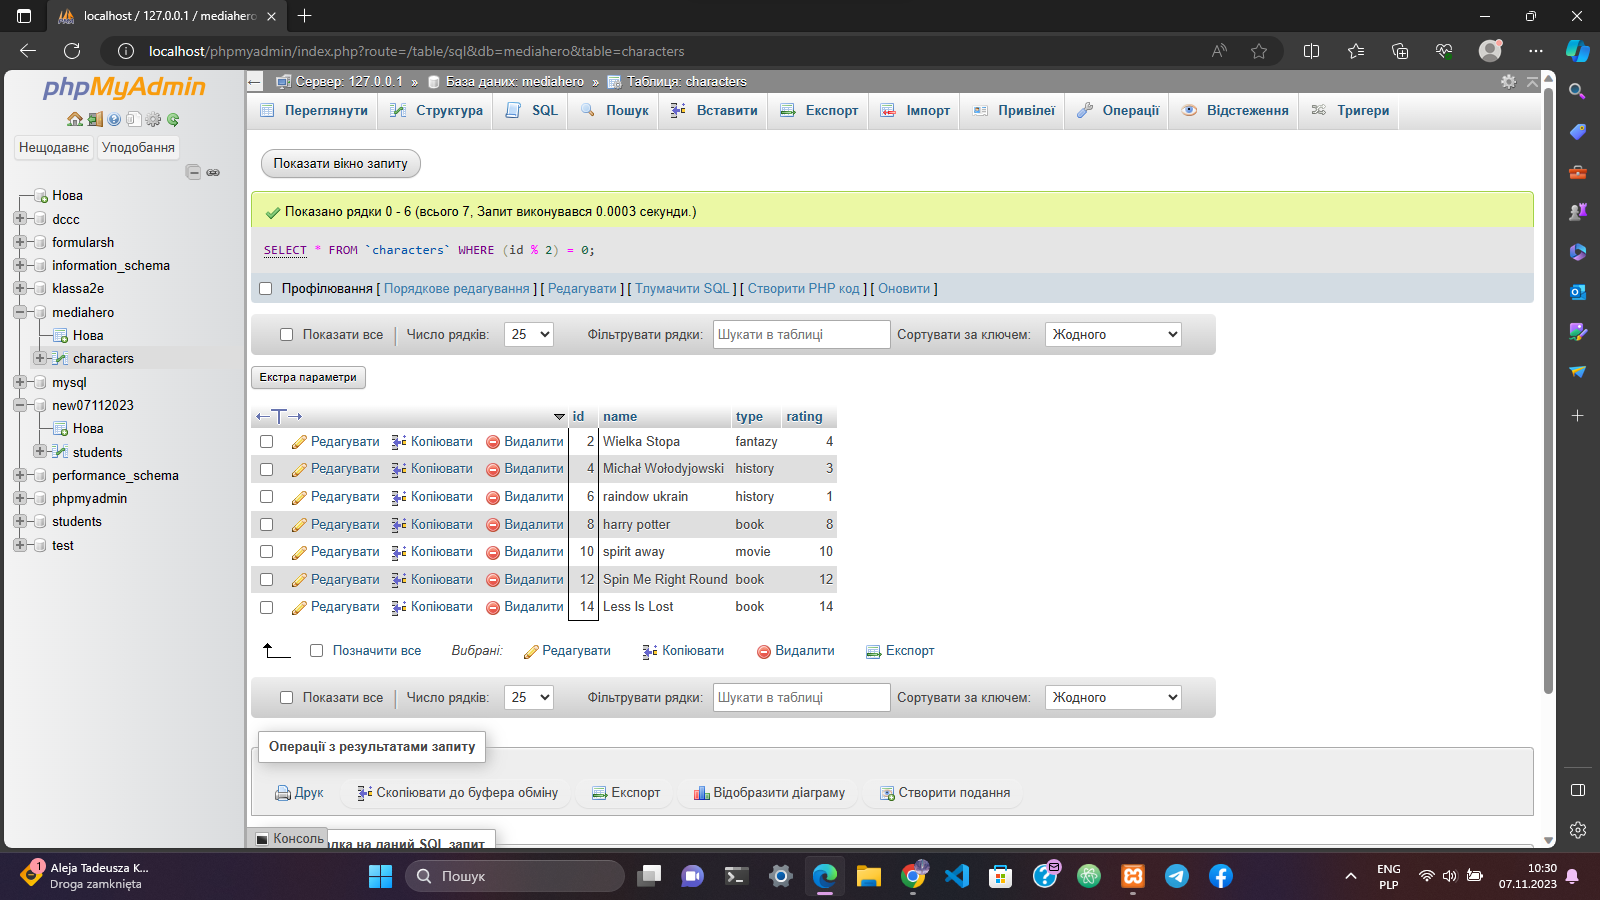 localhost / 127.0.0.1 / mediahero
localhost/phpmyadmin/index.php?route=/table/sql&db=mediahero&table=characters
phpMyAdmin
Нещодавнє Уподобання
Нова
dccc
formularsh
information_schema
klassa2e
mediahero
Нова
characters
mysql
new07112023
Нова
students
performance_schema
phpmyadmin
students
test
Сервер: 127.0.0.1 » База даних: mediahero » Таблиця: characters
Переглянути Структура SQL Пошук Вставити Експорт Імпорт Привілеї Операції Відстеження Тригери
Показати вікно запиту
Показано рядки 0 - 6 (всього 7, Запит виконувався 0.0003 секунди.)
SELECT * FROM `characters` WHERE (id % 2) = 0;
Профілювання [ Порядкове редагування ] [ Редагувати ] [ Тлумачити SQL ] [ Створити PHP код ] [ Оновити ]
Показати все Число рядків: 25 Фільтрувати рядки: Шукати в таблиці Сортувати за ключем: Жодного
Екстра параметри
←T→ id name type rating
Редагувати Копіювати Видалити 2 Wielka Stopa fantazy 4
Редагувати Копіювати Видалити 4 Michał Wołodyjowski history 3
Редагувати Копіювати Видалити 6 raindow ukrain history 1
Редагувати Копіювати Видалити 8 harry potter book 8
Редагувати Копіювати Видалити 10 spirit away movie 10
Редагувати Копіювати Видалити 12 Spin Me Right Round book 12
Редагувати Копіювати Видалити 14 Less Is Lost book 14
Позначити все Вибрані: Редагувати Копіювати Видалити Експорт
Показати все Число рядків: 25 Фільтрувати рядки: Шукати в таблиці Сортувати за ключем: Жодного
Операції з результатами запиту
Друк Скопіювати до буфера обміну Експорт Відобразити діаграму Створити подання
Консоль
на даний SQL запит
1
Aleja Tadeusza K...
Droga zamknięta
Пошук
ENG
PLP
10:30
07.11.2023